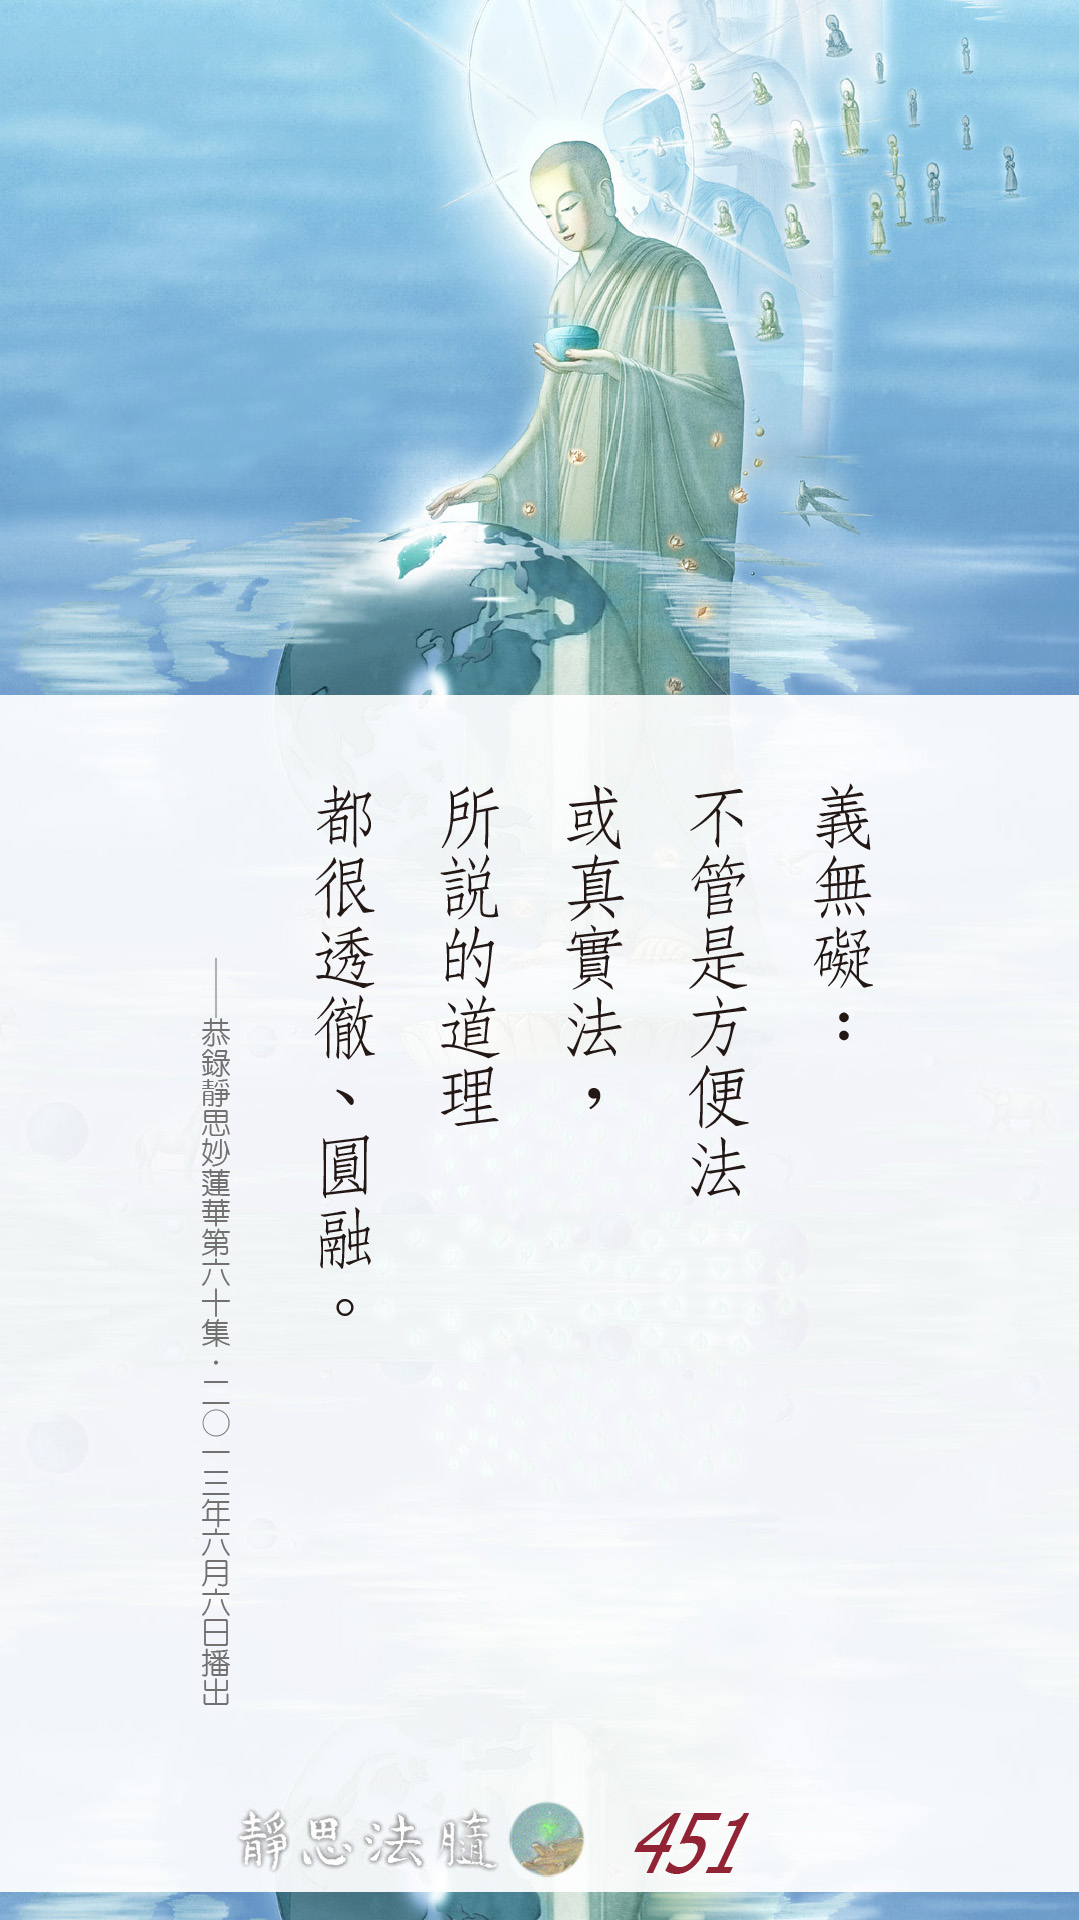 義無礙：
不管是方便法
或真實法，
所説的道理
都很透徹、圓融。
──恭錄靜思妙蓮華第六十集．二〇一三年六月六日播出
靜思法髓
451